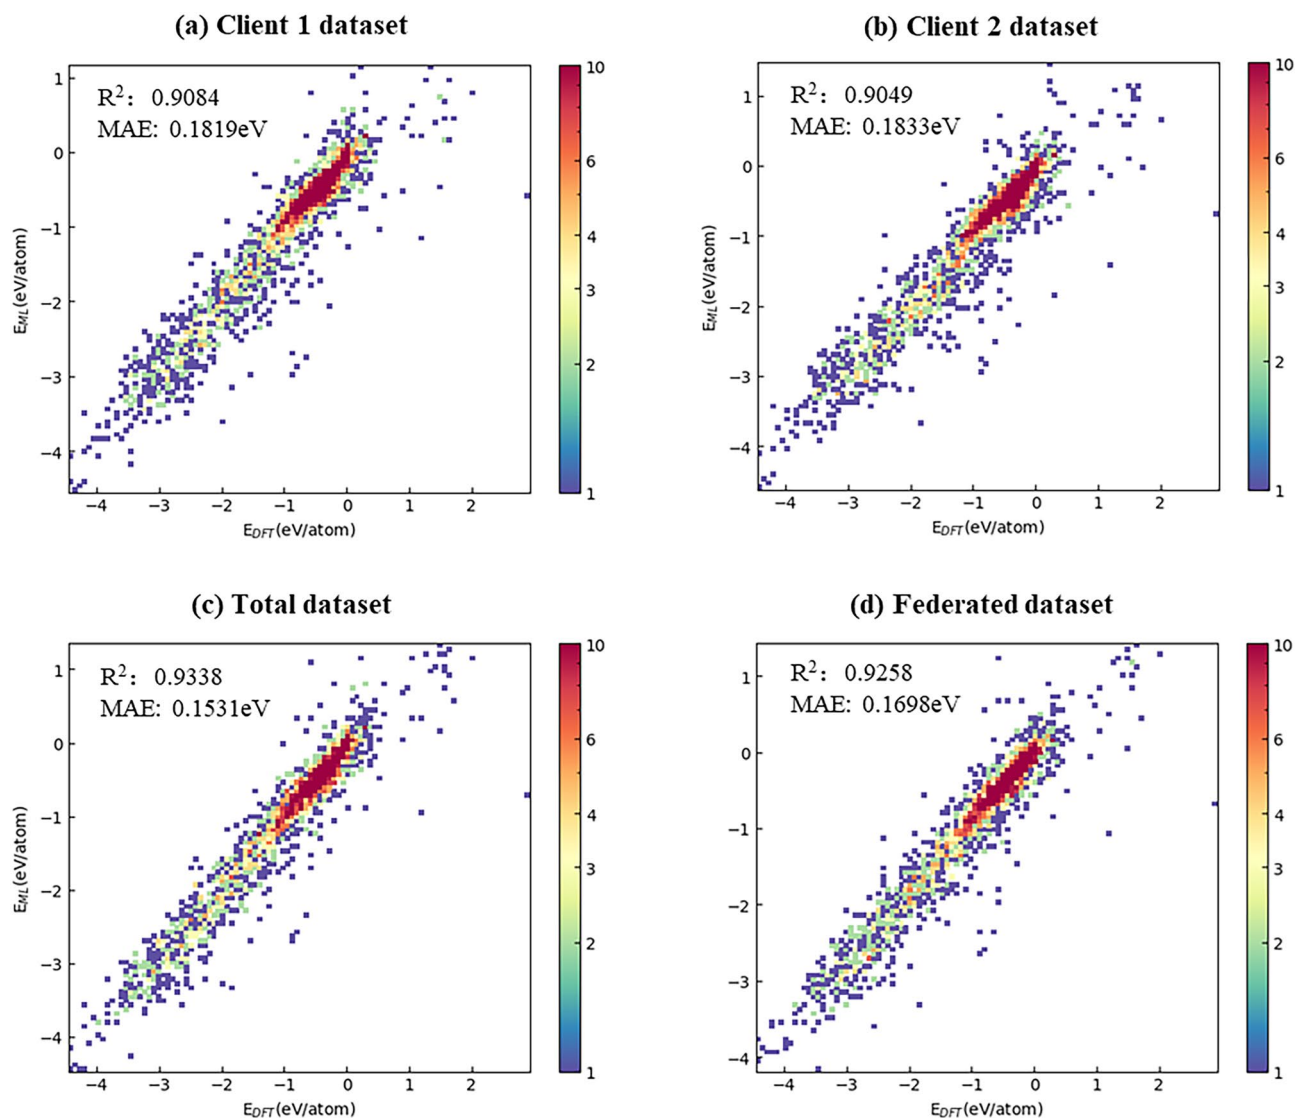 (a) Client 1 dataset
R²: 0.9084
MAE: 0.1819eV
1
0
−1
−2
−3
−4
E_ML(eV/atom)
−4 −3 −2 −1 0 1 2
E_DFT(eV/atom)
10
6
4
3
2
1
(b) Client 2 dataset
R²: 0.9049
MAE: 0.1833eV
1
0
−1
−2
−3
−4
E_ML(eV/atom)
−4 −3 −2 −1 0 1 2
E_DFT(eV/atom)
10
6
4
3
2
1
(c) Total dataset
R²: 0.9338
MAE: 0.1531eV
1
0
−1
−2
−3
−4
E_ML(eV/atom)
−4 −3 −2 −1 0 1 2
E_DFT(eV/atom)
10
6
4
3
2
1
(d) Federated dataset
R²: 0.9258
MAE: 0.1698eV
1
0
−1
−2
−3
−4
−4 −3 −2 −1 0 1 2
E_DFT(eV/atom)
10
6
4
3
2
1